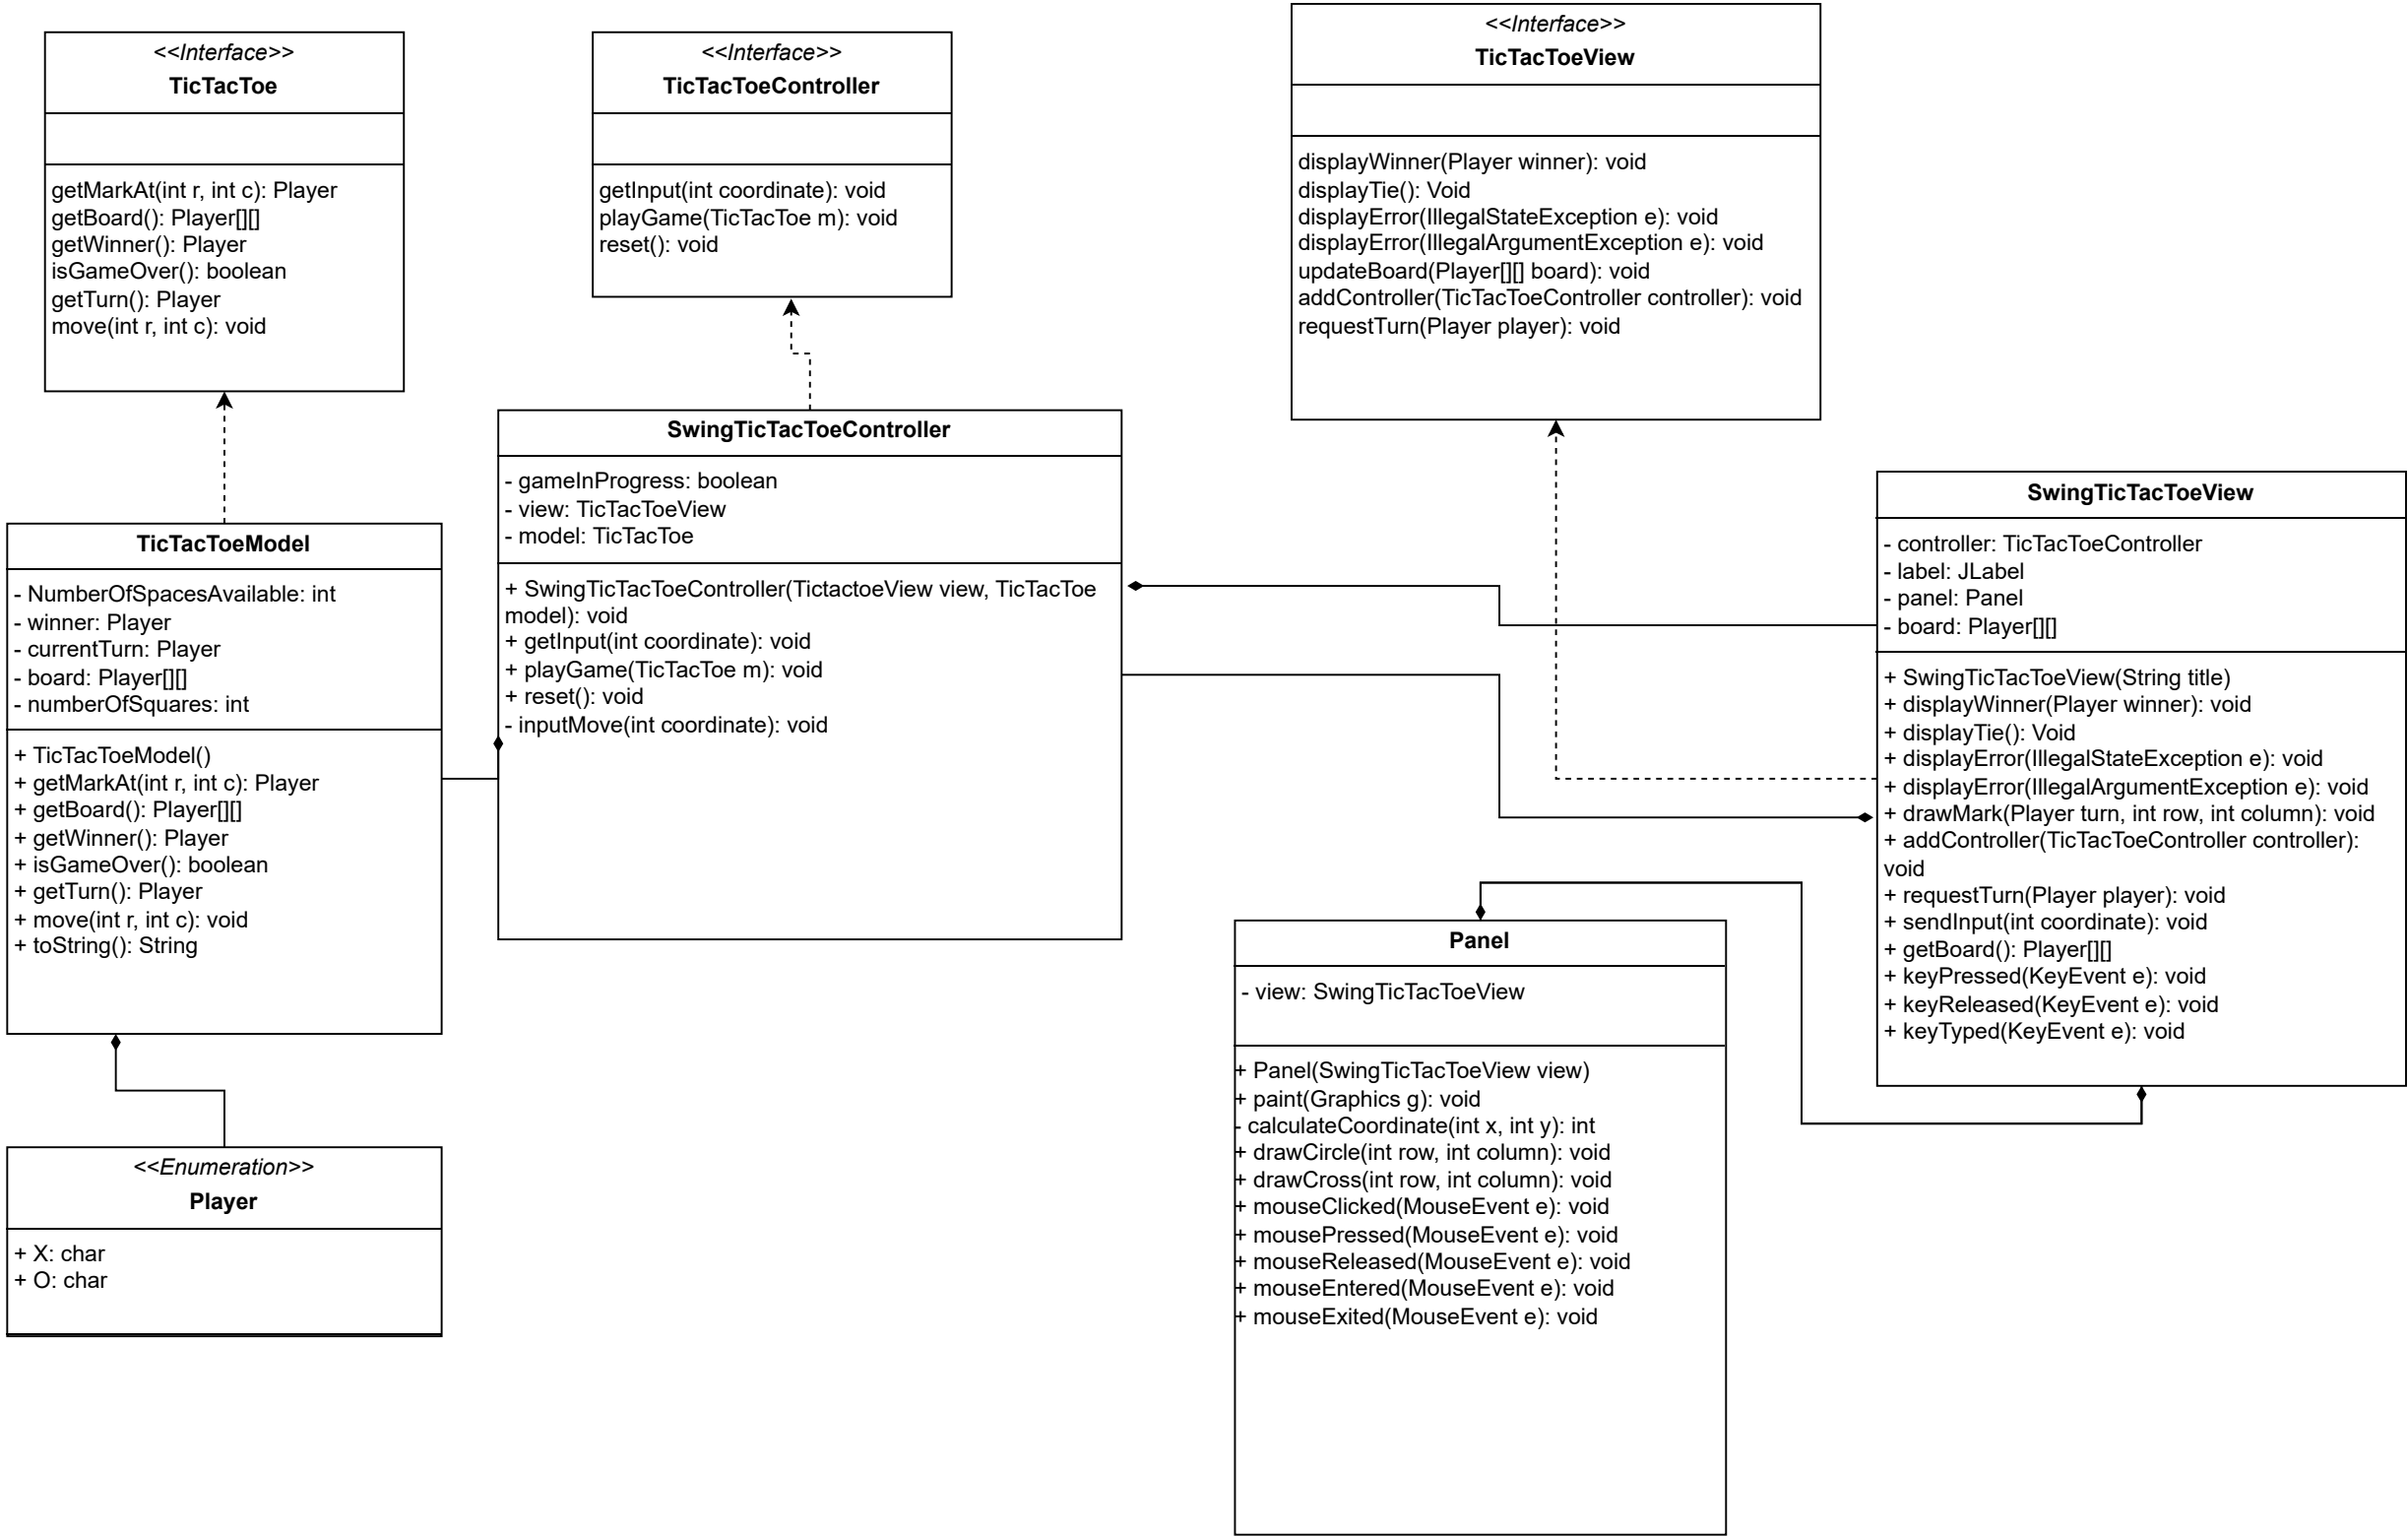 <<Interface>>
TicTacToe
getMarkAt(int r, int c): Player
getBoard(): Player[][]
getWinner(): Player
isGameOver(): boolean
getTurn(): Player
move(int r, int c): void
<<Interface>>
TicTacToeController
getInput(int coordinate): void
playGame(TicTacToe m): void
reset(): void
<<Interface>>
TicTacToeView
displayWinner(Player winner): void
displayTie(): Void
displayError(IllegalStateException e): void
displayError(IllegalArgumentException e): void
updateBoard(Player[][] board): void
addController(TicTacToeController controller): void
requestTurn(Player player): void
TicTacToeModel
- NumberOfSpacesAvailable: int
- winner: Player
- currentTurn: Player
- board: Player[][]
- numberOfSquares: int
+ TicTacToeModel()
+ getMarkAt(int r, int c): Player
+ getBoard(): Player[][]
+ getWinner(): Player
+ isGameOver(): boolean
+ getTurn(): Player
+ move(int r, int c): void
+ toString(): String
SwingTicTacToeController
- gameInProgress: boolean
- view: TicTacToeView
- model: TicTacToe
+ SwingTicTacToeController(TictactoeView view, TicTacToe
model): void
+ getInput(int coordinate): void
+ playGame(TicTacToe m): void
+ reset(): void
- inputMove(int coordinate): void
SwingTicTacToeView
- controller: TicTacToeController
- label: JLabel
- panel: Panel
- board: Player[][]
+ SwingTicTacToeView(String title)
+ displayWinner(Player winner): void
+ displayTie(): Void
+ displayError(IllegalStateException e): void
+ displayError(IllegalArgumentException e): void
+ drawMark(Player turn, int row, int column): void
+ addController(TicTacToeController controller):
void
+ requestTurn(Player player): void
+ sendInput(int coordinate): void
+ getBoard(): Player[][]
+ keyPressed(KeyEvent e): void
+ keyReleased(KeyEvent e): void
+ keyTyped(KeyEvent e): void
Panel
- view: SwingTicTacToeView
+ Panel(SwingTicTacToeView view)
+ paint(Graphics g): void
- calculateCoordinate(int x, int y): int
+ drawCircle(int row, int column): void
+ drawCross(int row, int column): void
+ mouseClicked(MouseEvent e): void
+ mousePressed(MouseEvent e): void
+ mouseReleased(MouseEvent e): void
+ mouseEntered(MouseEvent e): void
+ mouseExited(MouseEvent e): void
<<Enumeration>>
Player
+ X: char
+ O: char